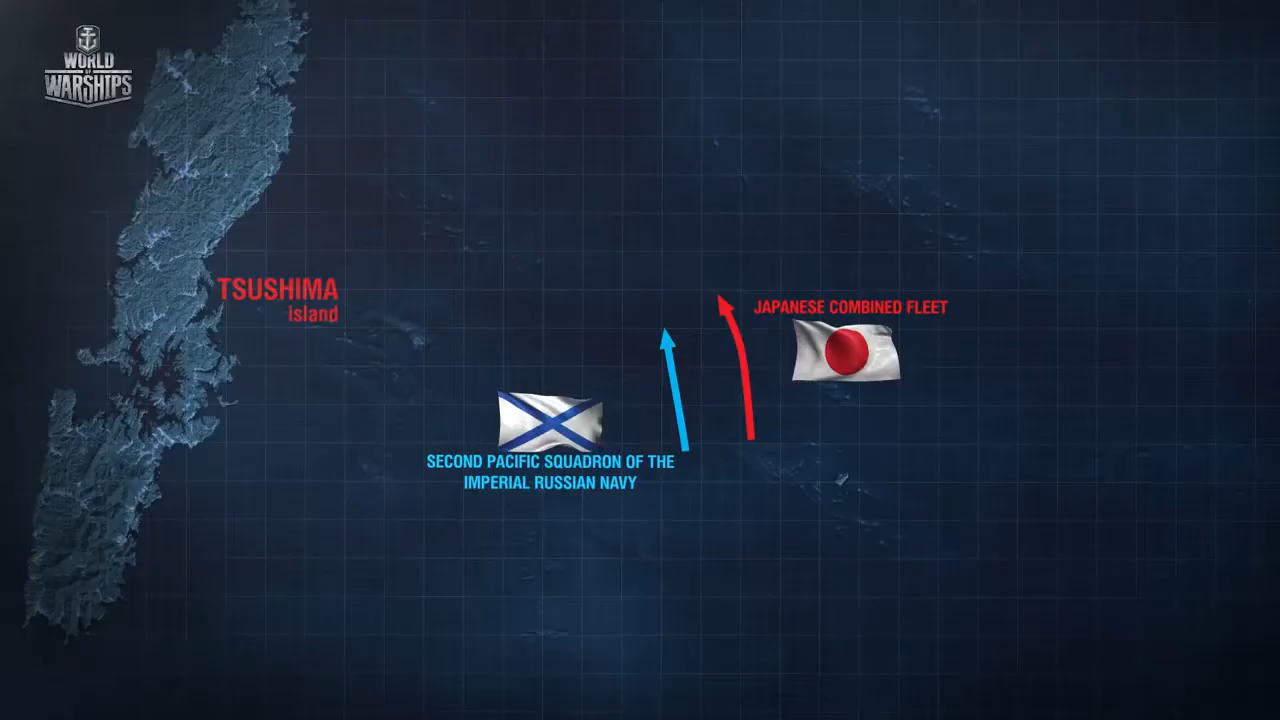 WORLD
OF
WARSHIPS
TSUSHIMA
island
JAPANESE COMBINED FLEET
SECOND PACIFIC SQUADRON OF THE
IMPERIAL RUSSIAN NAVY